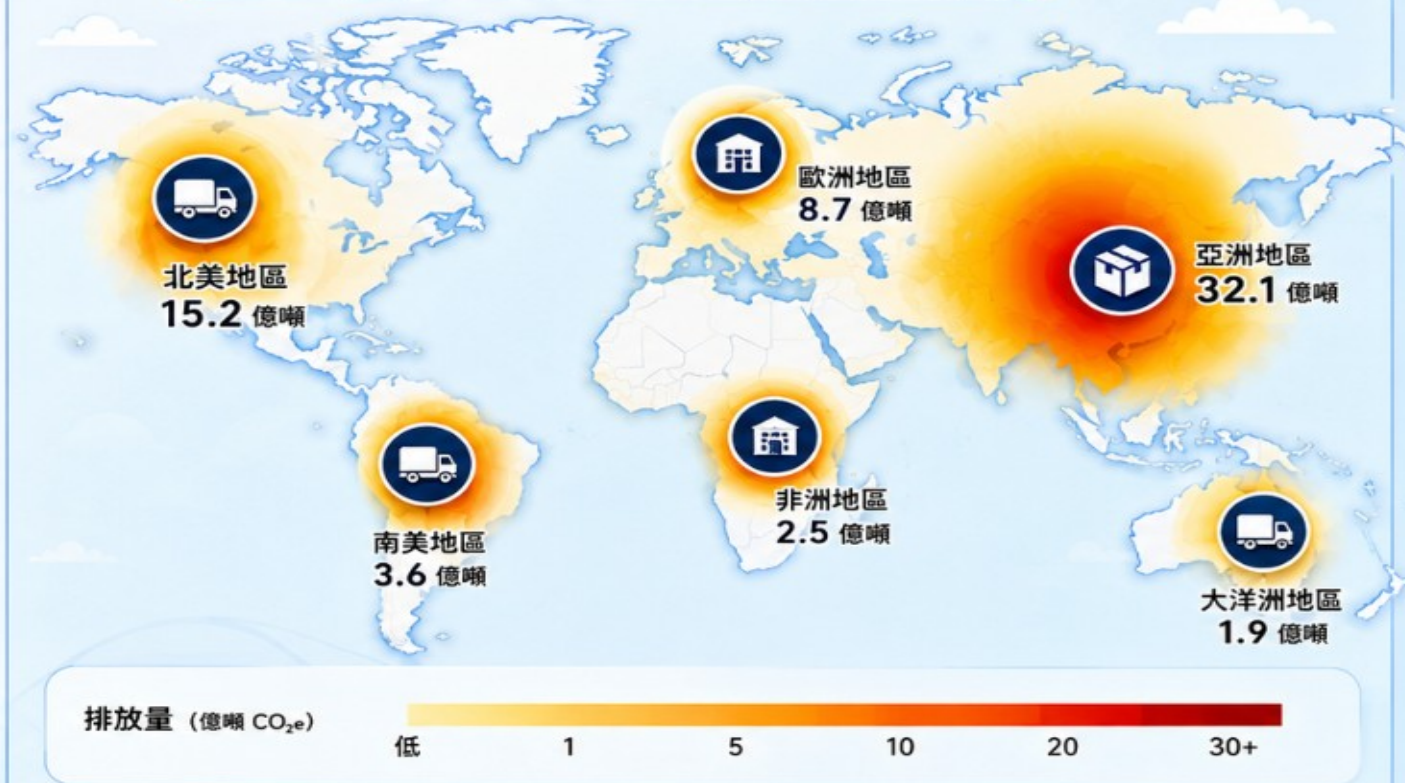 歐洲地區
8.7 億噸
北美地區
15.2 億噸
亞洲地區
32.1 億噸
南美地區
3.6 億噸
非洲地區
2.5 億噸
大洋洲地區
1.9 億噸
排放量（億噸 CO₂e）
低 1 5 10 20 30+